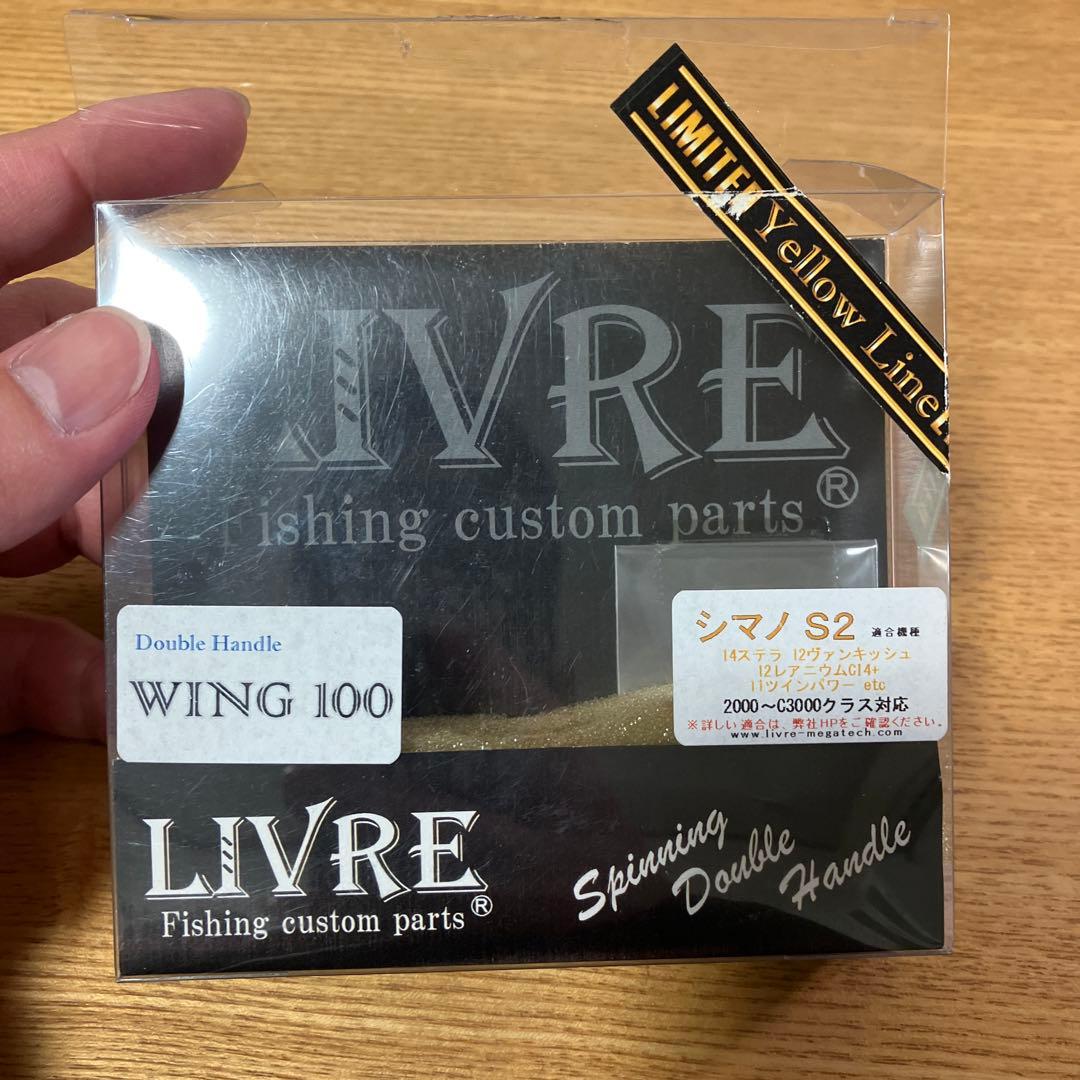 LIMITED Yellow Liner
LIVRE®
Fishing custom parts
Double Handle
WING 100
シマノ S2 適合機種
14ステラ 12ヴァンキッシュ
12レアニウムCI4+
11ツインパワー etc
2000～C3000クラス対応
※詳しい適合は、弊社HPをご確認ください。
www.livre-megatech.com
LIVRE®
Fishing custom parts
Spinning
Double
Handle